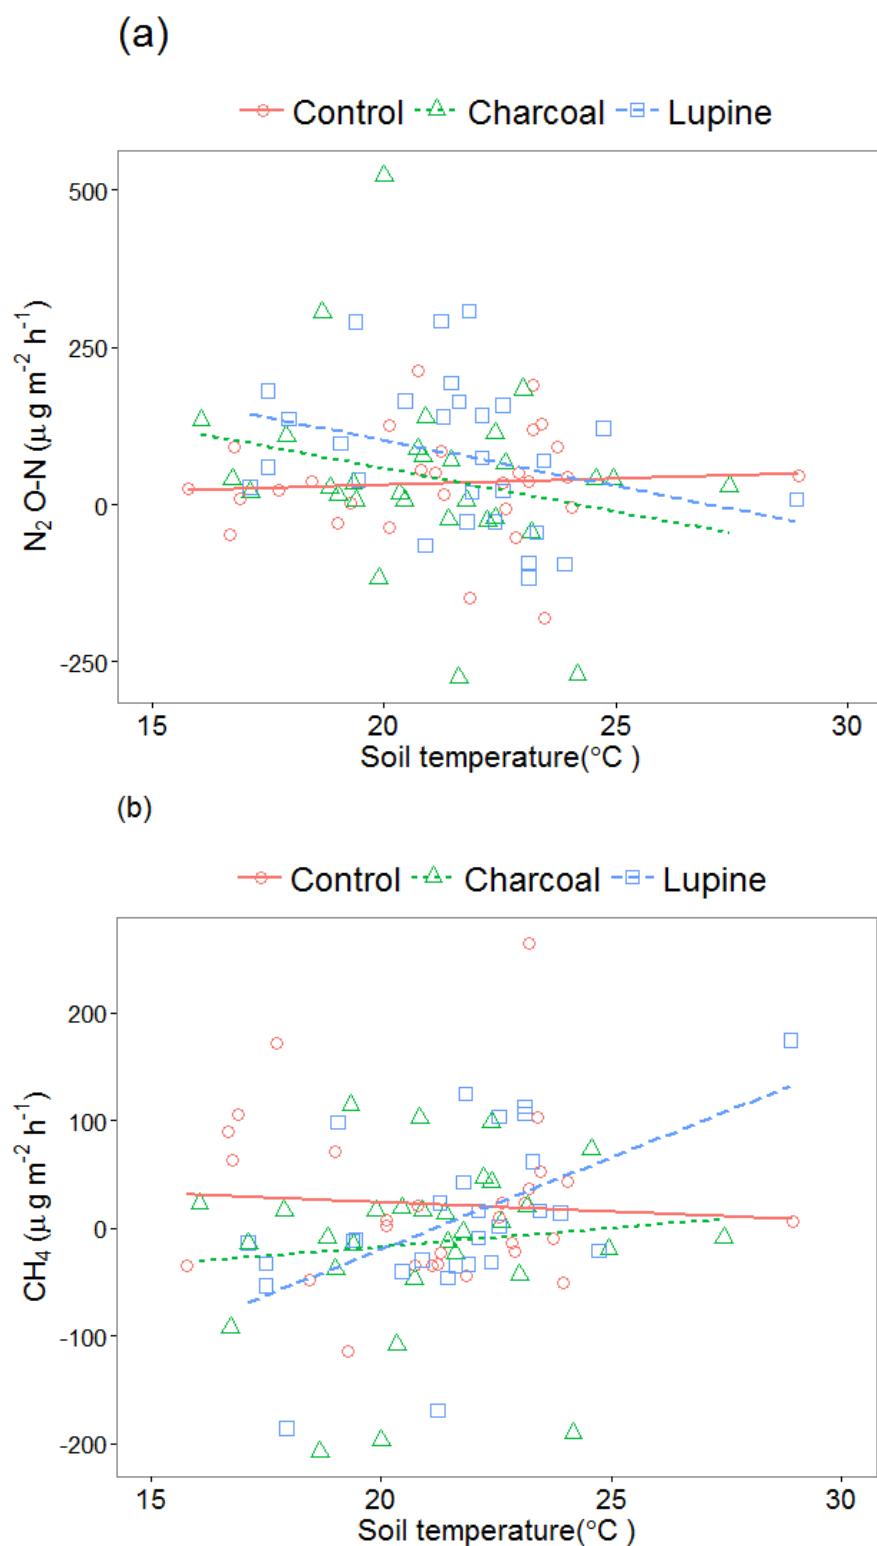 (a)
Control Charcoal Lupine
500
250
0
-250
N₂ O-N (μ g m⁻² h⁻¹)
15 20 25 30
Soil temperature(°C )
(b)
Control Charcoal Lupine
200
100
0
-100
-200
CH₄ (μ g m⁻² h⁻¹)
15 20 25 30
Soil temperature(°C )